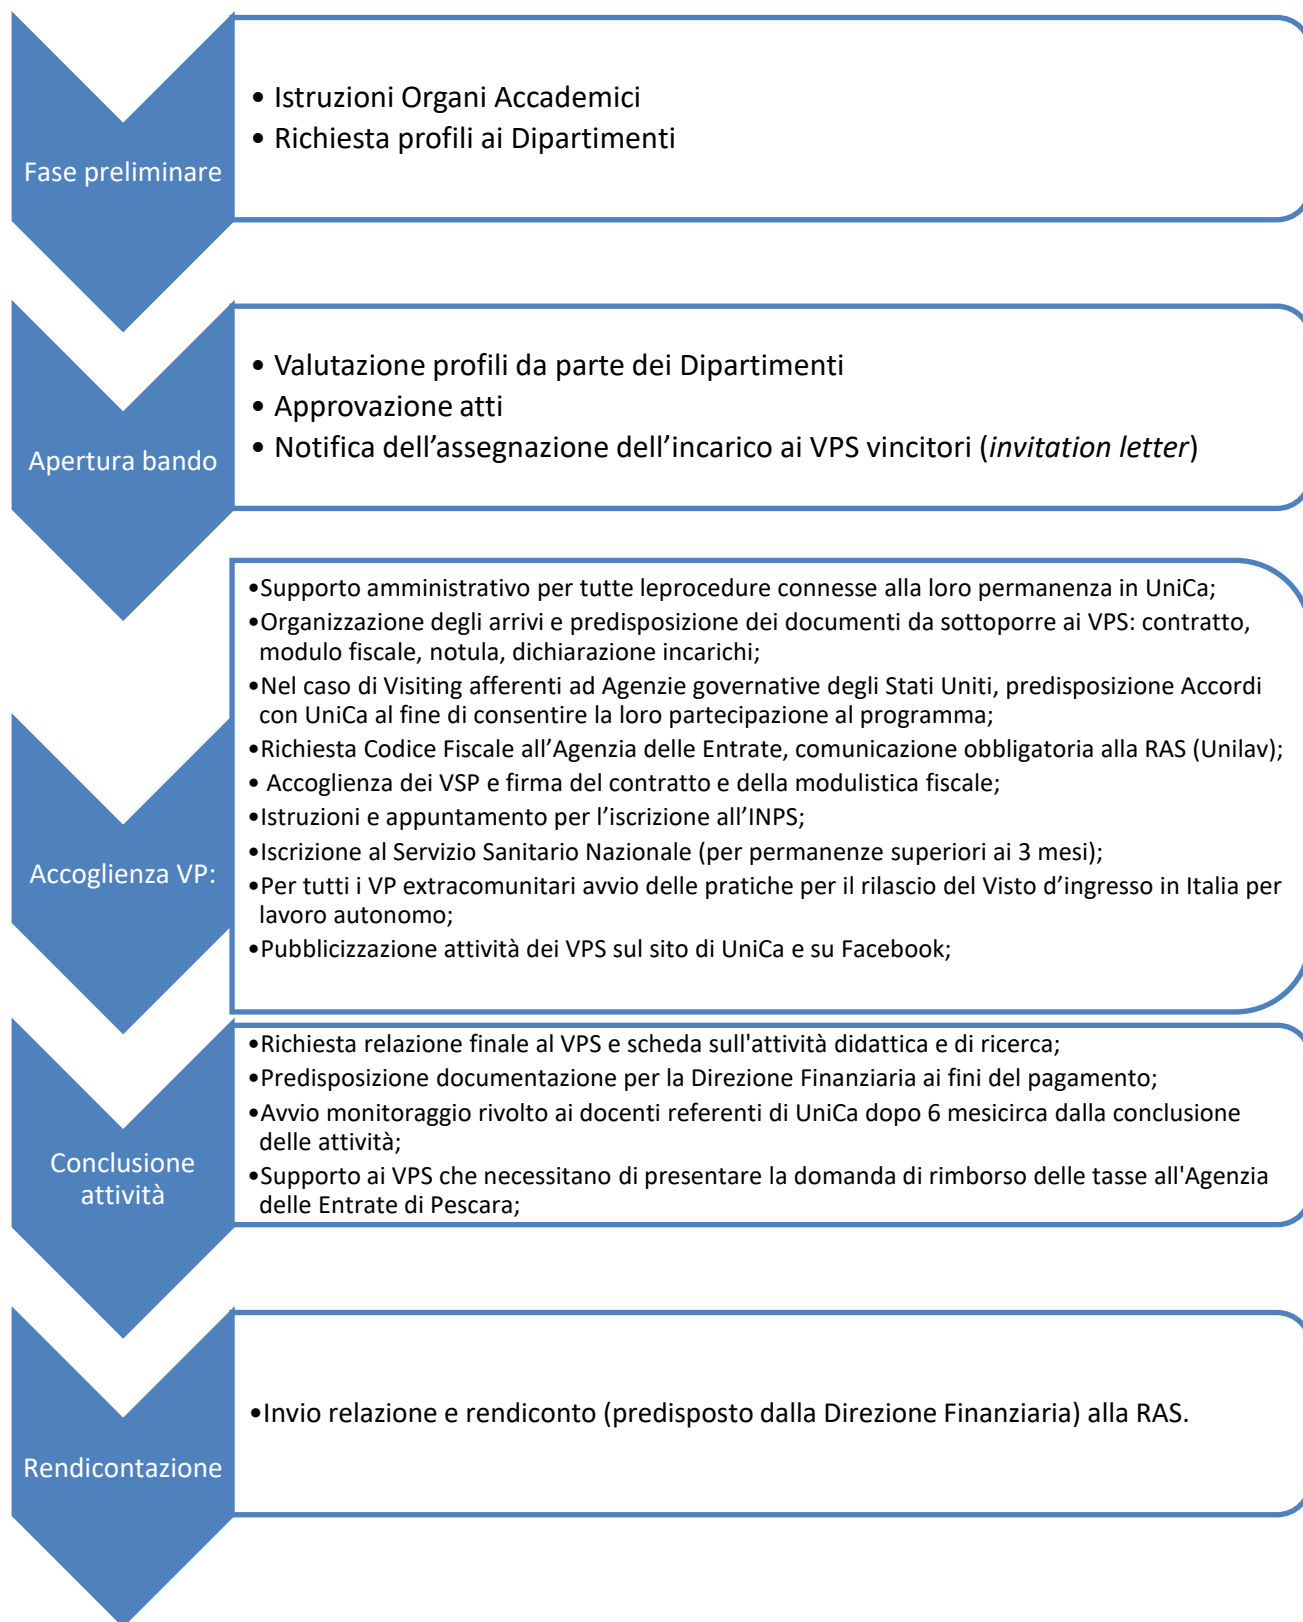 Fase preliminare
• Istruzioni Organi Accademici
• Richiesta profili ai Dipartimenti
Apertura bando
• Valutazione profili da parte dei Dipartimenti
• Approvazione atti
• Notifica dell’assegnazione dell’incarico ai VPS vincitori (invitation letter)
Accoglienza VP:
•Supporto amministrativo per tutte leprocedure connesse alla loro permanenza in UniCa;
•Organizzazione degli arrivi e predisposizione dei documenti da sottoporre ai VPS: contratto,
modulo fiscale, notula, dichiarazione incarichi;
•Nel caso di Visiting afferenti ad Agenzie governative degli Stati Uniti, predisposizione Accordi
con UniCa al fine di consentire la loro partecipazione al programma;
•Richiesta Codice Fiscale all’Agenzia delle Entrate, comunicazione obbligatoria alla RAS (Unilav);
• Accoglienza dei VSP e firma del contratto e della modulistica fiscale;
•Istruzioni e appuntamento per l’iscrizione all’INPS;
•Iscrizione al Servizio Sanitario Nazionale (per permanenze superiori ai 3 mesi);
•Per tutti i VP extracomunitari avvio delle pratiche per il rilascio del Visto d’ingresso in Italia per
lavoro autonomo;
•Pubblicizzazione attività dei VPS sul sito di UniCa e su Facebook;
Conclusione
attività
•Richiesta relazione finale al VPS e scheda sull'attività didattica e di ricerca;
•Predisposizione documentazione per la Direzione Finanziaria ai fini del pagamento;
•Avvio monitoraggio rivolto ai docenti referenti di UniCa dopo 6 mesicirca dalla conclusione
delle attività;
•Supporto ai VPS che necessitano di presentare la domanda di rimborso delle tasse all'Agenzia
delle Entrate di Pescara;
Rendicontazione
•Invio relazione e rendiconto (predisposto dalla Direzione Finanziaria) alla RAS.